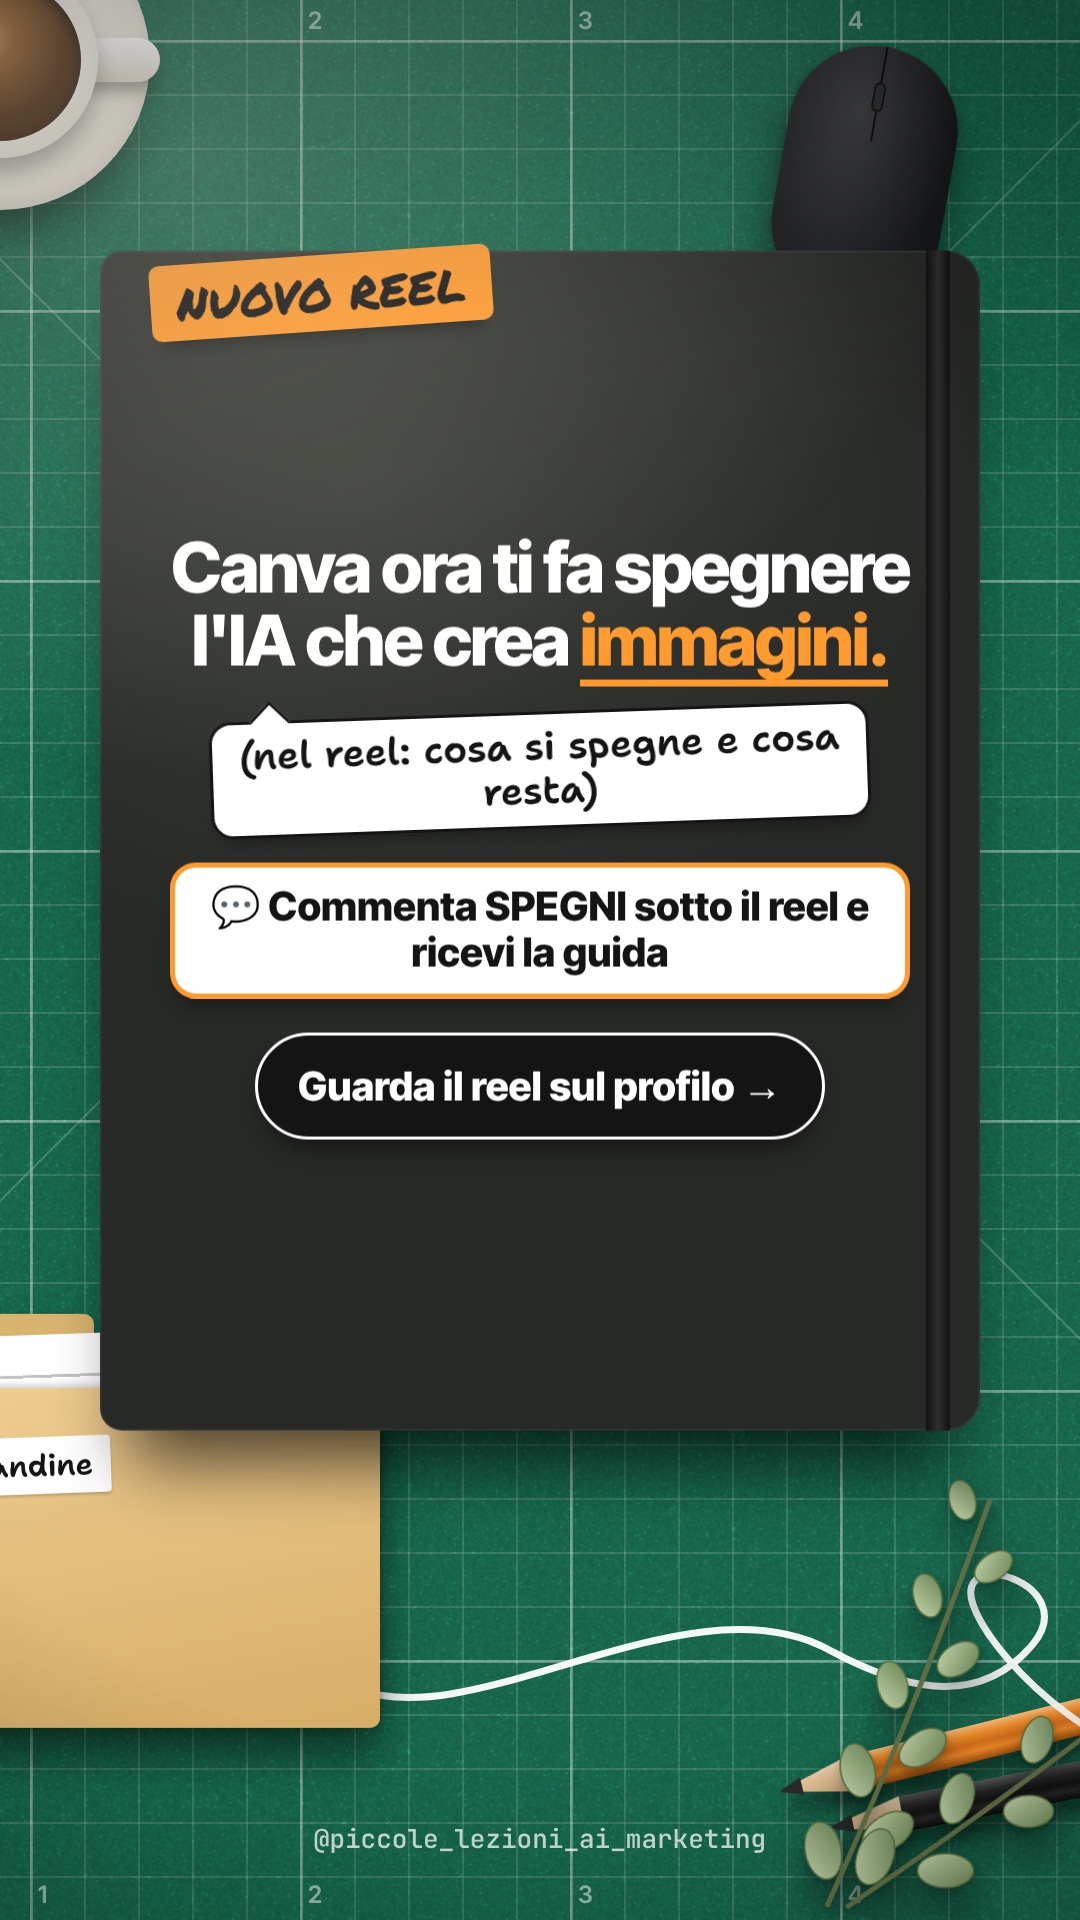 2 3 4
NUOVO REEL
Canva ora ti fa spegnere
l'IA che crea immagini.
(nel reel: cosa si spegne e cosa
resta)
💬 Commenta SPEGNI sotto il reel e
ricevi la guida
Guarda il reel sul profilo →
andine
@piccole_lezioni_ai_marketing
1 2 3 4